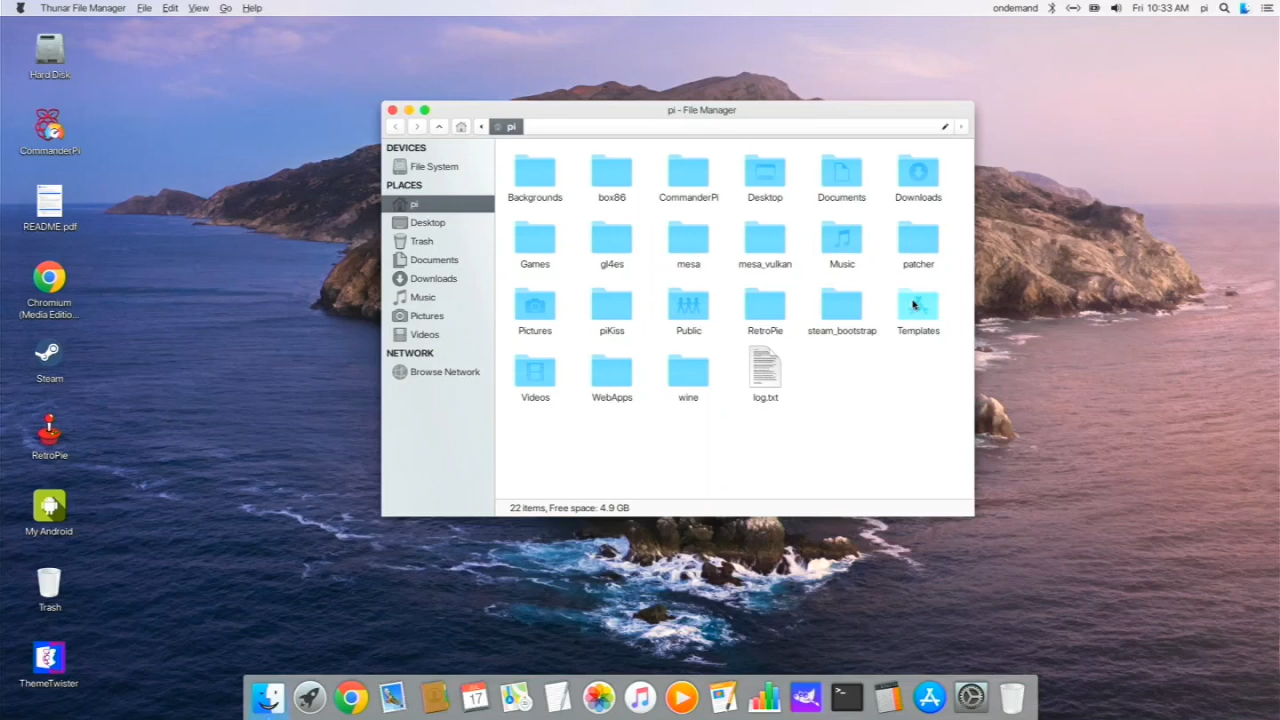 Thunar File Manager File Edit View Go Help ondemand Fri 10:33 AM pi
Hard Disk
CommanderPi
README.pdf
Chromium
(Media Editio...
Steam
RetroPie
My Android
Trash
ThemeTwister
pi - File Manager
pi
DEVICES
File System
PLACES
pi
Desktop
Trash
Documents
Downloads
Music
Pictures
Videos
NETWORK
Browse Network
Backgrounds box86 CommanderPi Desktop Documents Downloads
Games gl4es mesa mesa_vulkan Music patcher
Pictures piKiss Public RetroPie steam_bootstrap Templates
Videos WebApps wine log.txt
22 items, Free space: 4.9 GB
17
>_